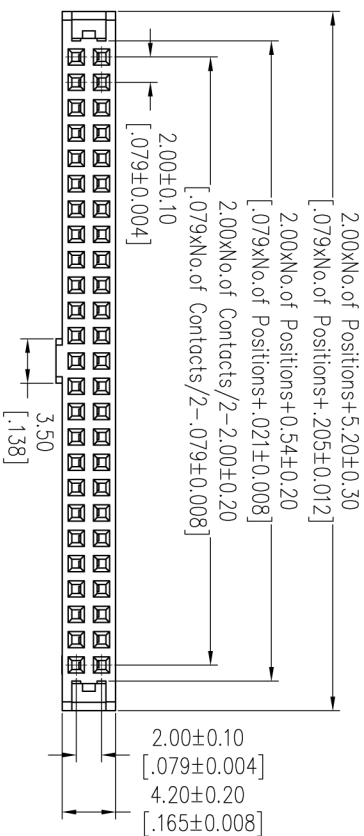 2.00xNo.of Positions+5.20±0.30
[.079xNo.of Positions+.205±0.012]
2.00xNo.of Positions+0.54±0.20
[.079xNo.of Positions+.021±0.008]
2.00xNo.of Contacts/2-2.00±0.20
[.079xNo.of Contacts/2-.079±0.008]
2.00±0.10
[.079±0.004]
3.50
[.138]
2.00±0.10
[.079±0.004]
4.20±0.20
[.165±0.008]